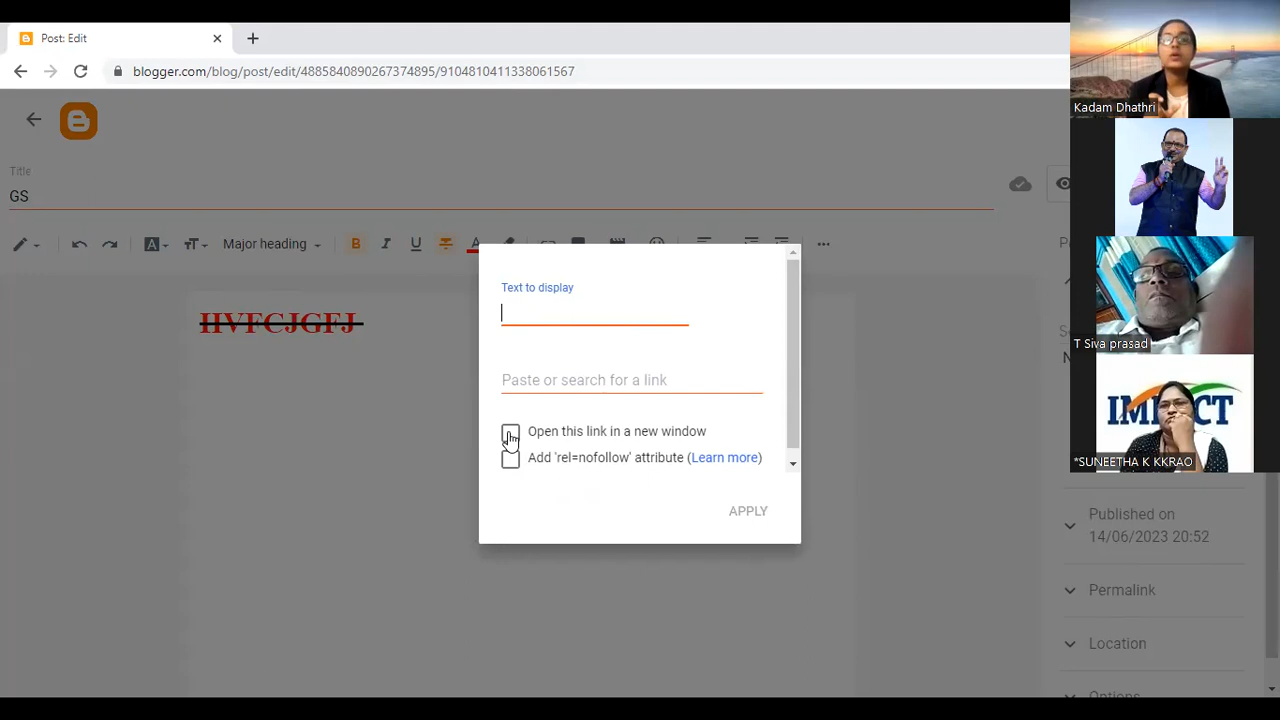 Post: Edit
blogger.com/blog/post/edit/4885840890267374895/9104810411338061567
Title
GS
Major heading
B I U A
HVFCJGFJ
Text to display
Paste or search for a link
Open this link in a new window
Add 'rel=nofollow' attribute (Learn more)
APPLY
Published on
14/06/2023 20:52
Permalink
Location
Options
Kadam Dhathri
T Siva prasad
IMPACT
*SUNEETHA K KKRAO